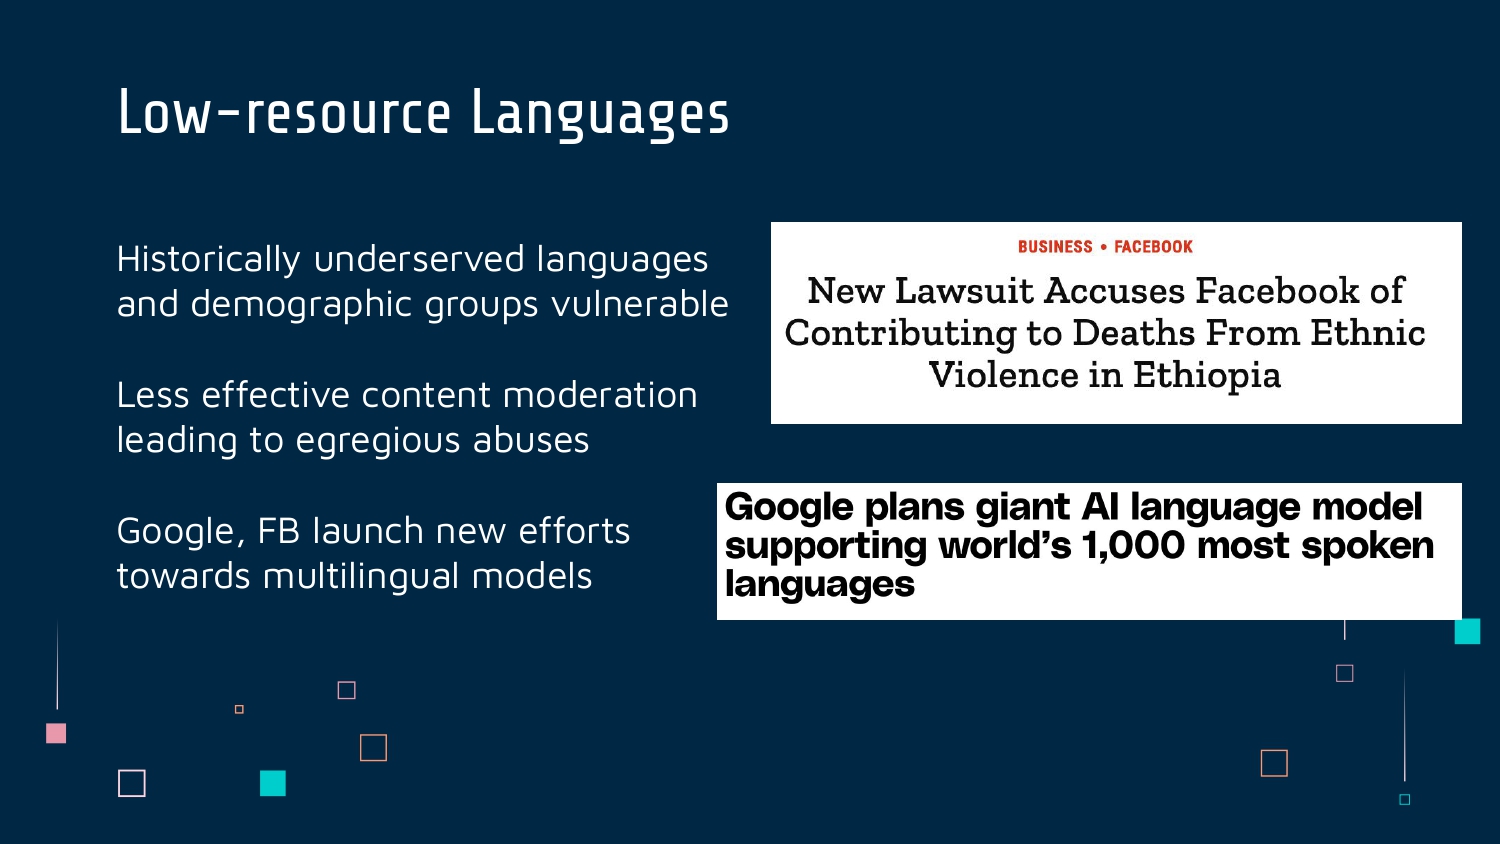 Low-resource Languages
Historically underserved languages
and demographic groups vulnerable
Less effective content moderation
leading to egregious abuses
Google, FB launch new efforts
towards multilingual models
BUSINESS • FACEBOOK
New Lawsuit Accuses Facebook of
Contributing to Deaths From Ethnic
Violence in Ethiopia
Google plans giant AI language model
supporting world’s 1,000 most spoken
languages